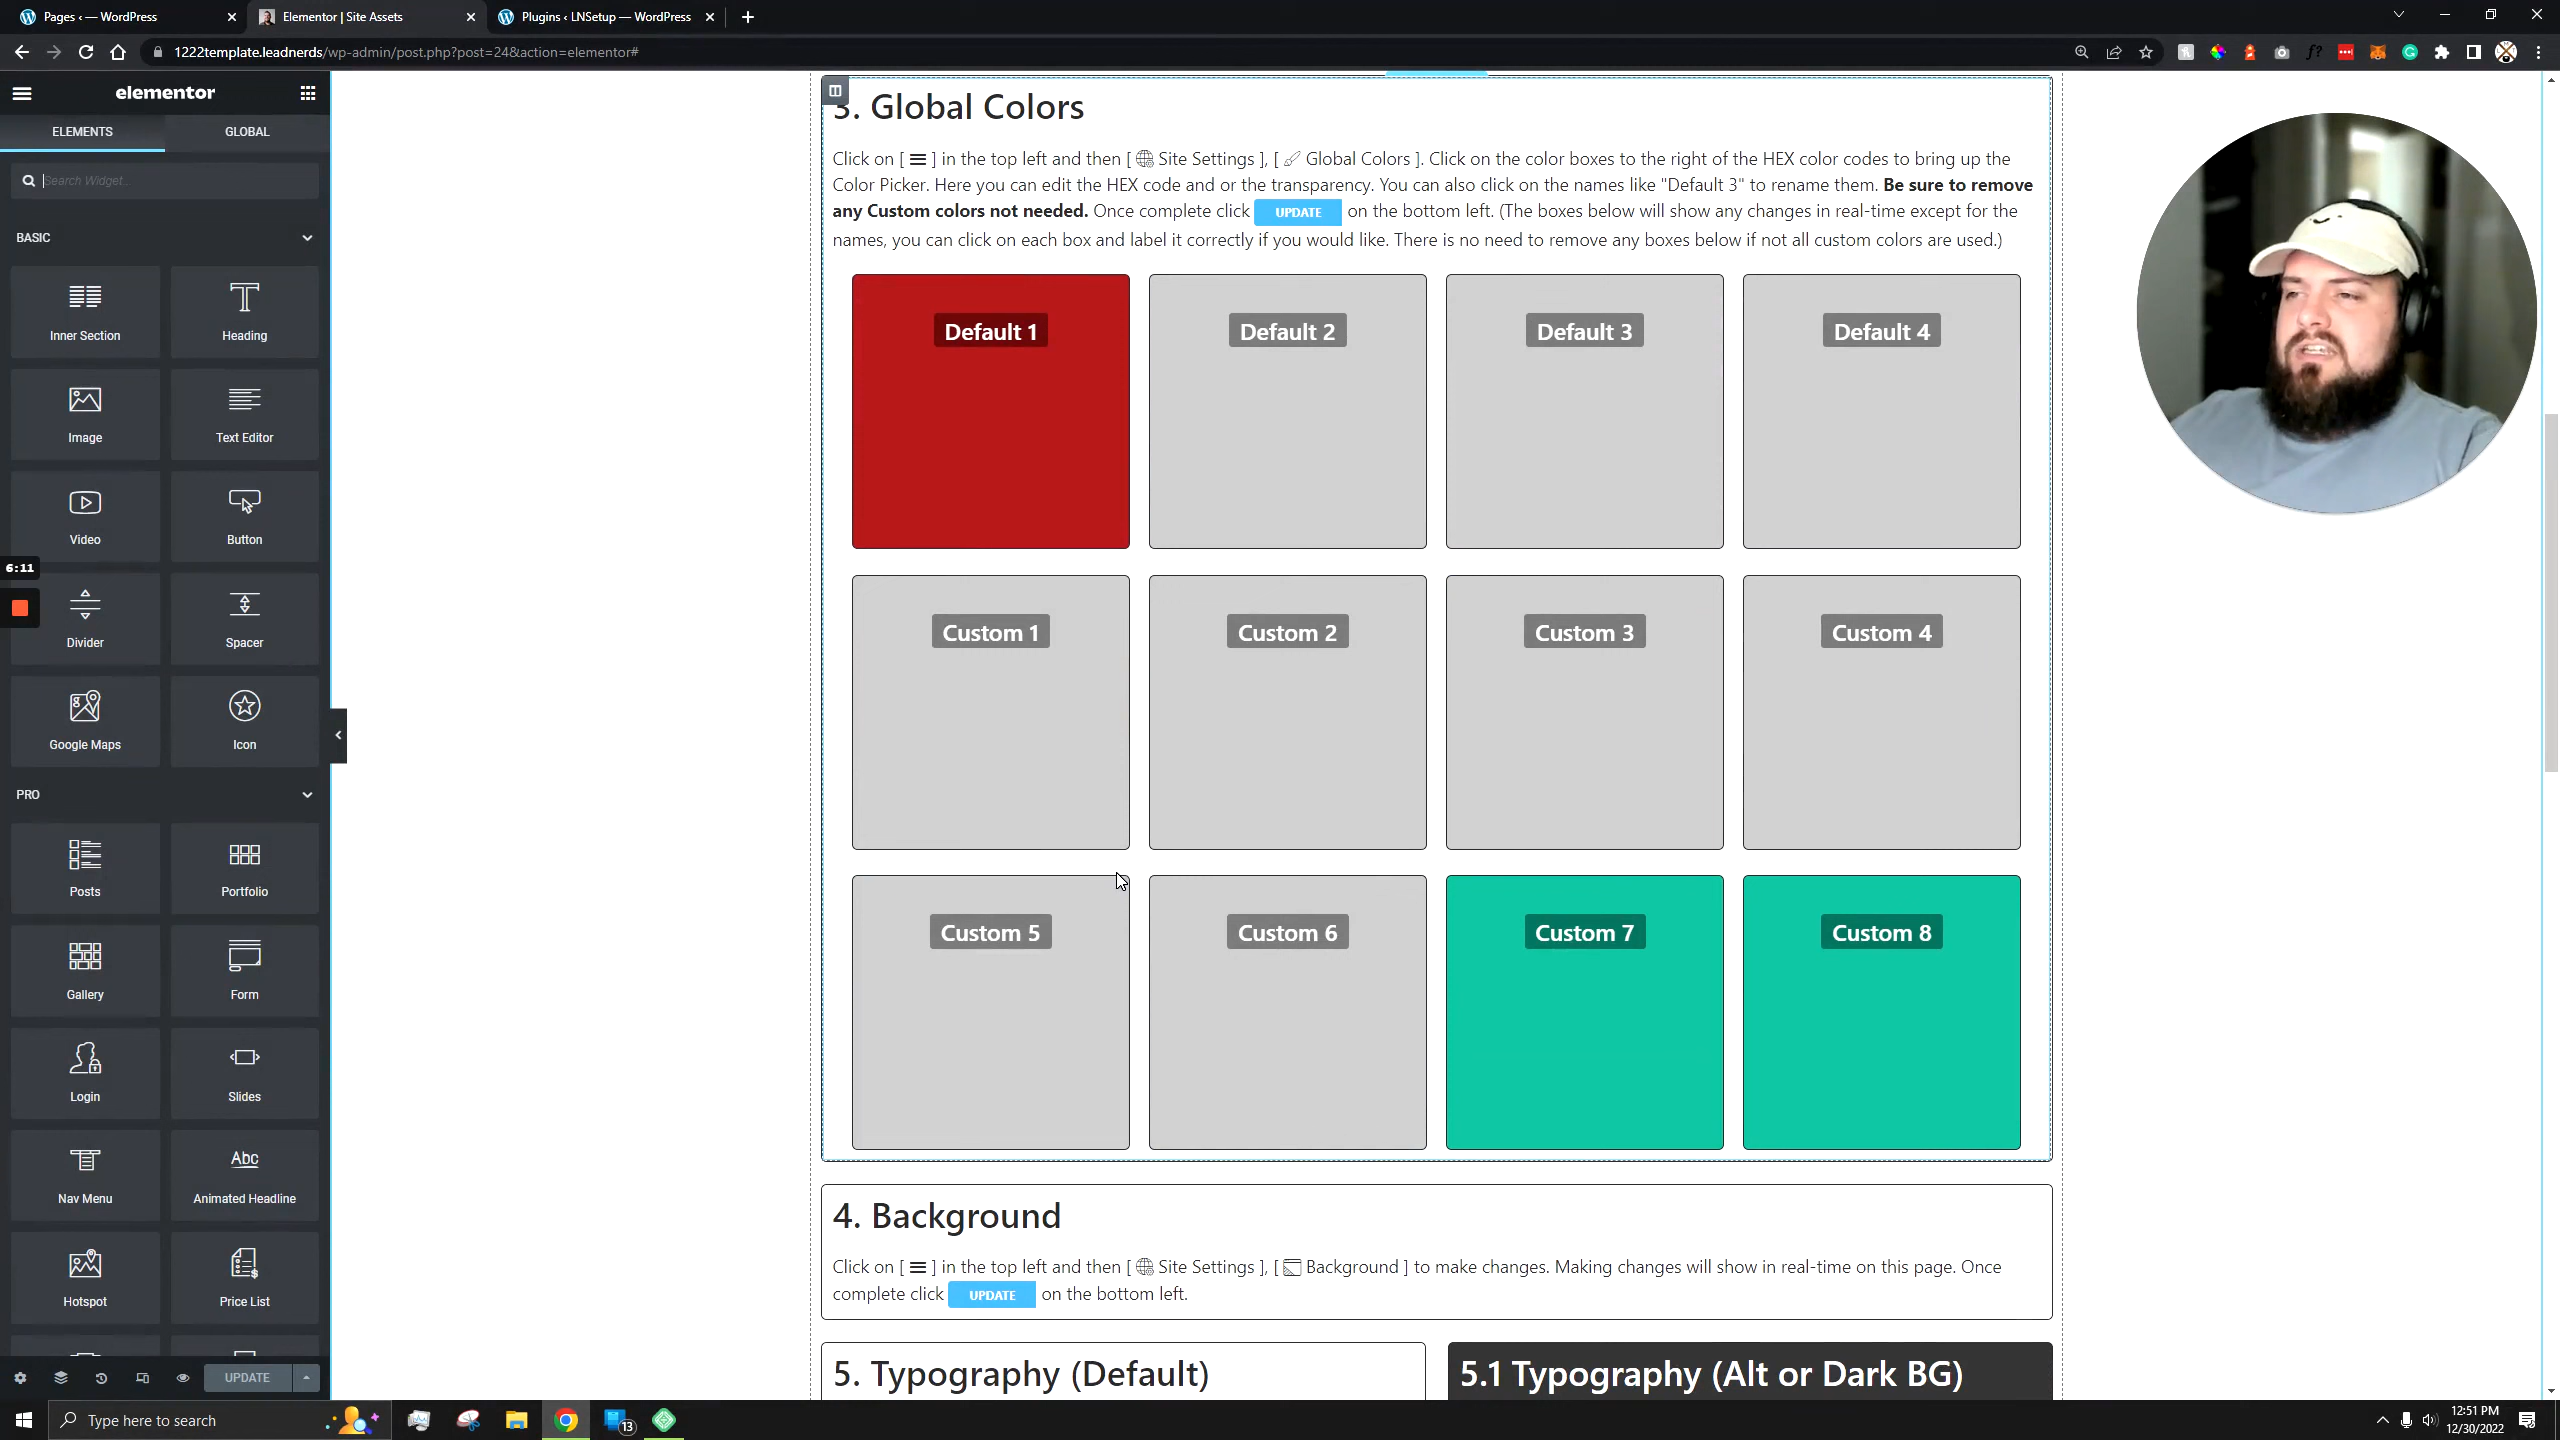 Pages ‹ — WordPress
Elementor | Site Assets
Plugins ‹ LNSetup — WordPress
1222template.leadnerds/wp-admin/post.php?post=24&action=elementor#
elementor
ELEMENTS
GLOBAL
Search Widget...
BASIC
Inner Section
Heading
Image
Text Editor
Video
Button
6:11
Divider
Spacer
Google Maps
Icon
PRO
Posts
Portfolio
Gallery
Form
Login
Slides
Abc
Nav Menu
Animated Headline
Hotspot
Price List
UPDATE
3. Global Colors
Click on [ ] in the top left and then [ Site Settings ], [ Global Colors ]. Click on the color boxes to the right of the HEX color codes to bring up the
Color Picker. Here you can edit the HEX code and or the transparency. You can also click on the names like "Default 3" to rename them. Be sure to remove
any Custom colors not needed. Once complete click UPDATE on the bottom left. (The boxes below will show any changes in real-time except for the
names, you can click on each box and label it correctly if you would like. There is no need to remove any boxes below if not all custom colors are used.)
Default 1
Default 2
Default 3
Default 4
Custom 1
Custom 2
Custom 3
Custom 4
Custom 5
Custom 6
Custom 7
Custom 8
4. Background
Click on [ ] in the top left and then [ Site Settings ], [ Background ] to make changes. Making changes will show in real-time on this page. Once
complete click UPDATE on the bottom left.
5. Typography (Default)
5.1 Typography (Alt or Dark BG)
Type here to search
13
12:51 PM
12/30/2022